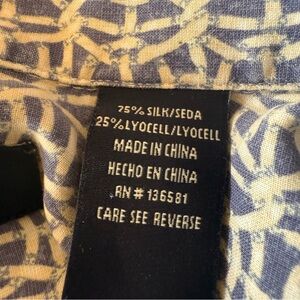 75% SILK/SEDA
25% LYOCELL/LYOCELL
MADE IN CHINA
HECHO EN CHINA
RN # 136581
CARE SEE REVERSE